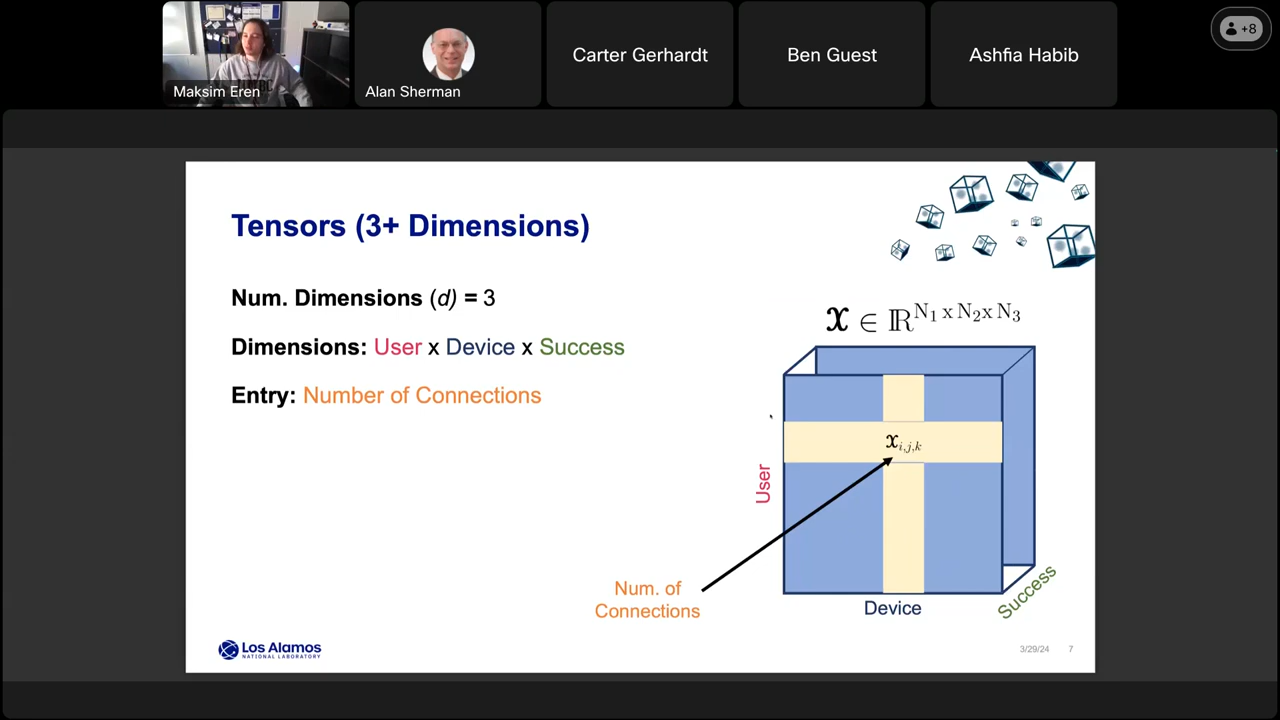 Maksim Eren
Alan Sherman
Carter Gerhardt
Ben Guest
Ashfia Habib
+8
Tensors (3+ Dimensions)
Num. Dimensions (d) = 3
Dimensions: User x Device x Success
Entry: Number of Connections
𝔛 ∈ ℝ^{N₁ x N₂ x N₃}
𝔛_{i,j,k}
User
Num. of
Connections
Device
Success
Los Alamos
NATIONAL LABORATORY
3/29/24
7